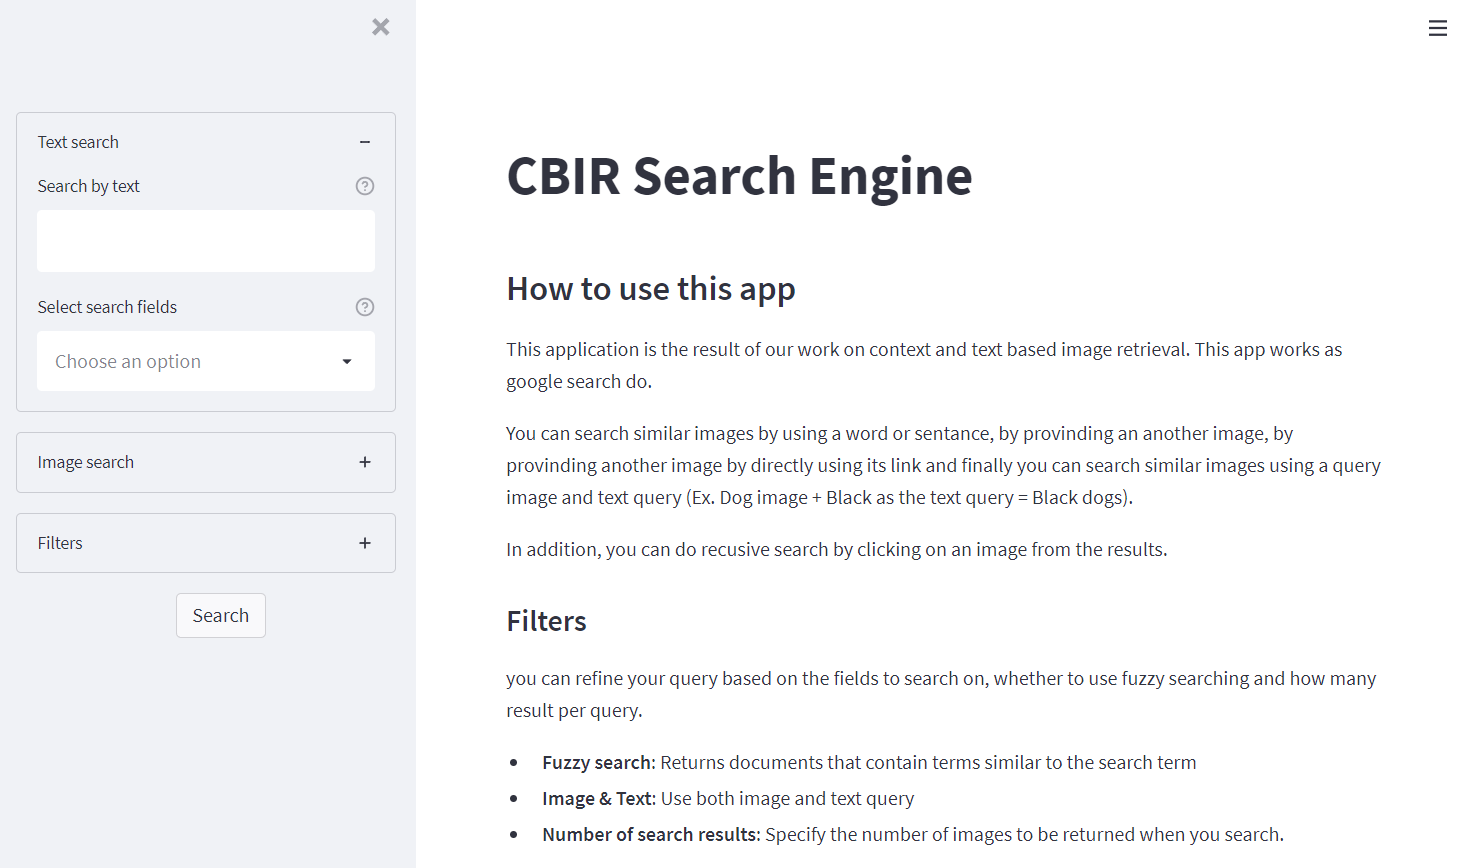 Text search
Search by text
Select search fields
Choose an option
Image search
Filters
Search
CBIR Search Engine
How to use this app
This application is the result of our work on context and text based image retrieval. This app works as
google search do.
You can search similar images by using a word or sentance, by provinding an another image, by
provinding another image by directly using its link and finally you can search similar images using a query
image and text query (Ex. Dog image + Black as the text query = Black dogs).
In addition, you can do recusive search by clicking on an image from the results.
Filters
you can refine your query based on the fields to search on, whether to use fuzzy searching and how many
result per query.
• Fuzzy search: Returns documents that contain terms similar to the search term
• Image & Text: Use both image and text query
• Number of search results: Specify the number of images to be returned when you search.